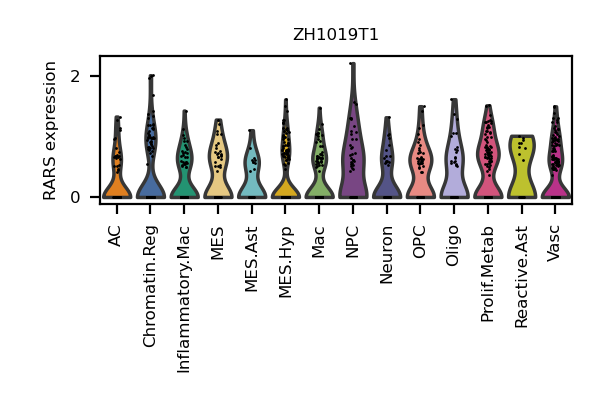 ZH1019T1
RARS expression
2
0
AC
Chromatin.Reg
Inflammatory.Mac
MES
MES.Ast
MES.Hyp
Mac
NPC
Neuron
OPC
Oligo
Prolif.Metab
Reactive.Ast
Vasc